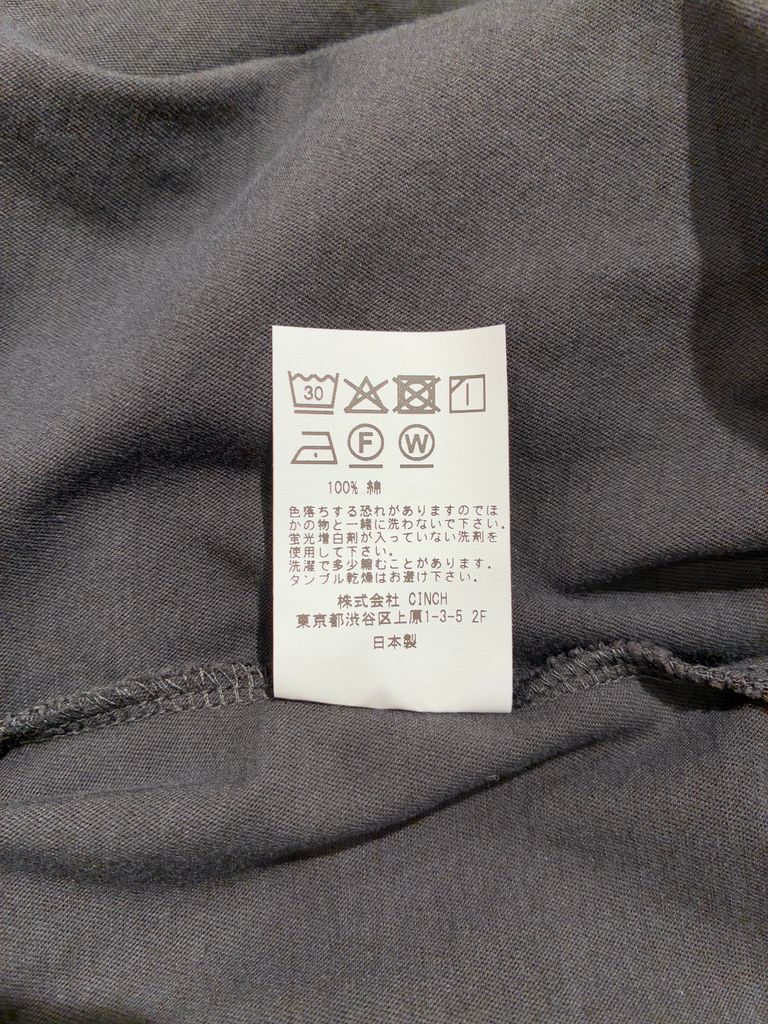 30
F W
100% 綿
色落ちする恐れがありますのでほ
かの物と一緒に洗わないで下さい。
蛍光増白剤が入っていない洗剤を
使用して下さい。
洗濯で多少縮むことがあります。
タンブル乾燥はお避け下さい。
株式会社 CINCH
東京都渋谷区上原1-3-5 2F
日本製